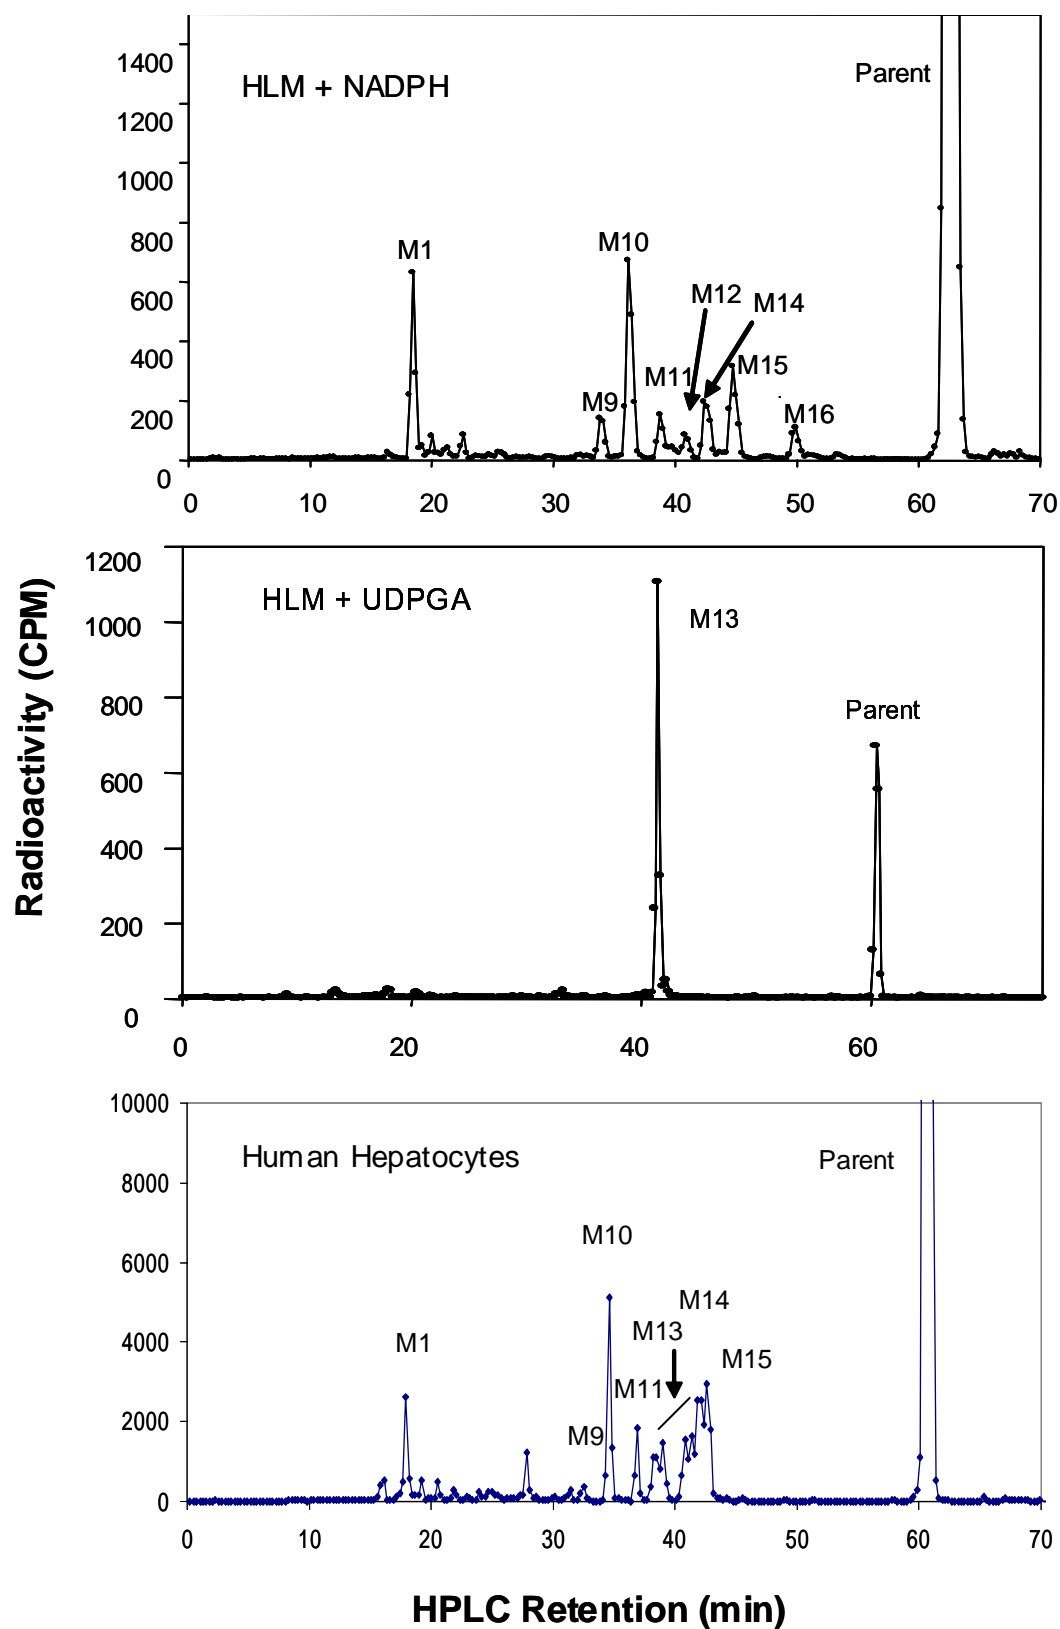 1400
HLM + NADPH
Parent
1200
1000
800
M1
M10
600
M12
M14
400
M11
M15
200
M9
M16
0
0 10 20 30 40 50 60 70
1200
HLM + UDPGA
1000
M13
800
Parent
600
400
200
0
0 20 40 60
Radioactivity (CPM)
10000
Human Hepatocytes
Parent
8000
M10
6000
M14
M13
4000
M1
M15
M11
2000
M9
0
0 10 20 30 40 50 60 70
HPLC Retention (min)